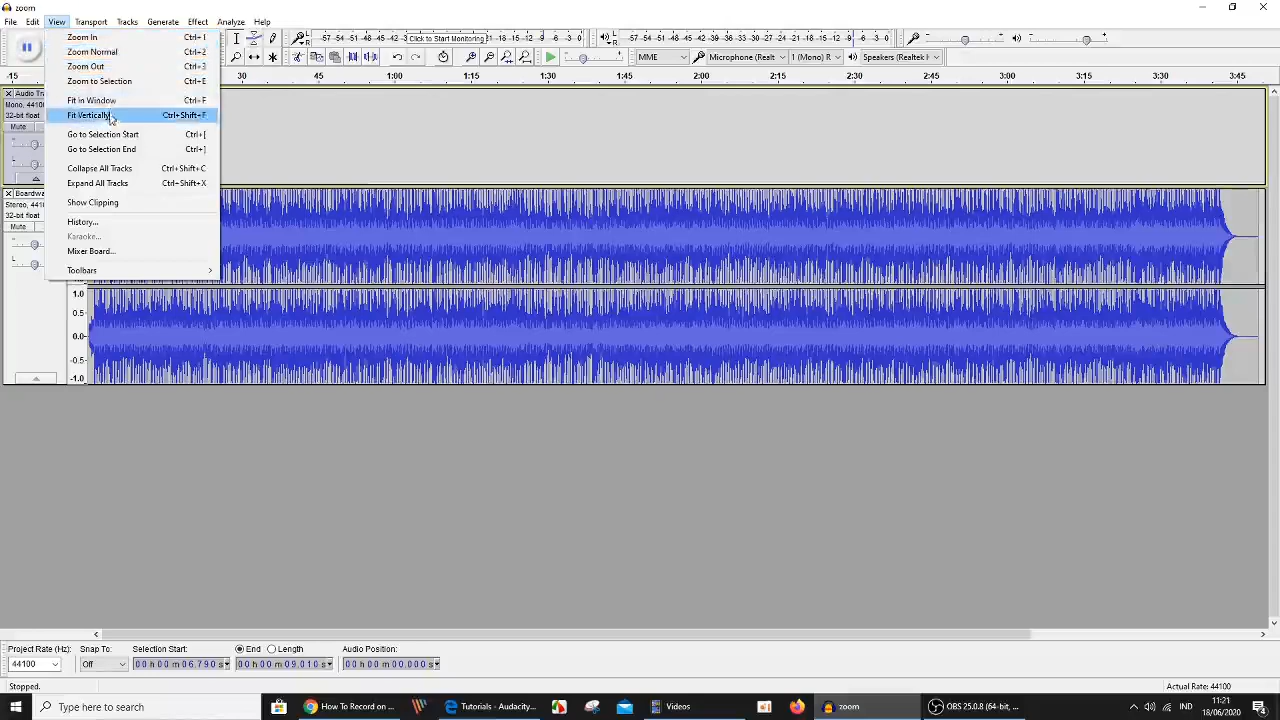 zoom
File Edit View Transport Tracks Generate Effect Analyze Help
Zoom In Ctrl+1
Zoom Normal Ctrl+2
Zoom Out Ctrl+3
Zoom to Selection Ctrl+E
Fit in Window Ctrl+F
Fit Vertically Ctrl+Shift+F
Go to Selection Start Ctrl+[
Go to Selection End Ctrl+]
Collapse All Tracks Ctrl+Shift+C
Expand All Tracks Ctrl+Shift+X
Show Clipping
History...
Karaoke...
Mixer Board...
Toolbars
-57 -54 -51 -48 -45 -42 -3 Click to Start Monitoring -18 -15 -12 -9 -6 -3 0
-57 -54 -51 -48 -45 -42 -39 -36 -33 -30 -27 -24 -21 -18 -15 -12 -9 -6 -3 0
MME Microphone (Realt 1 (Mono) R Speakers (Realtek)
-15 30 45 1:00 1:15 1:30 1:45 2:00 2:15 2:30 2:45 3:00 3:15 3:30 3:45
Audio Tra
Mono, 44100
32-bit float
Mute
Boardwa
Stereo, 44
32-bit float
Mute
1.0
0.5
0.0
-0.5
-1.0
Project Rate (Hz): Snap To: Selection Start: End Length Audio Position:
44100 Off 00 h 00 m 06.790 s 00 h 00 m 09.010 s 00 h 00 m 00.000 s
Stopped. Actual Rate: 44100
Type here to search
How To Record on ...
Tutorials - Audacity...
Videos
zoom
OBS 25.0.8 (64-bit, ...
IND
11:21
18/06/2020